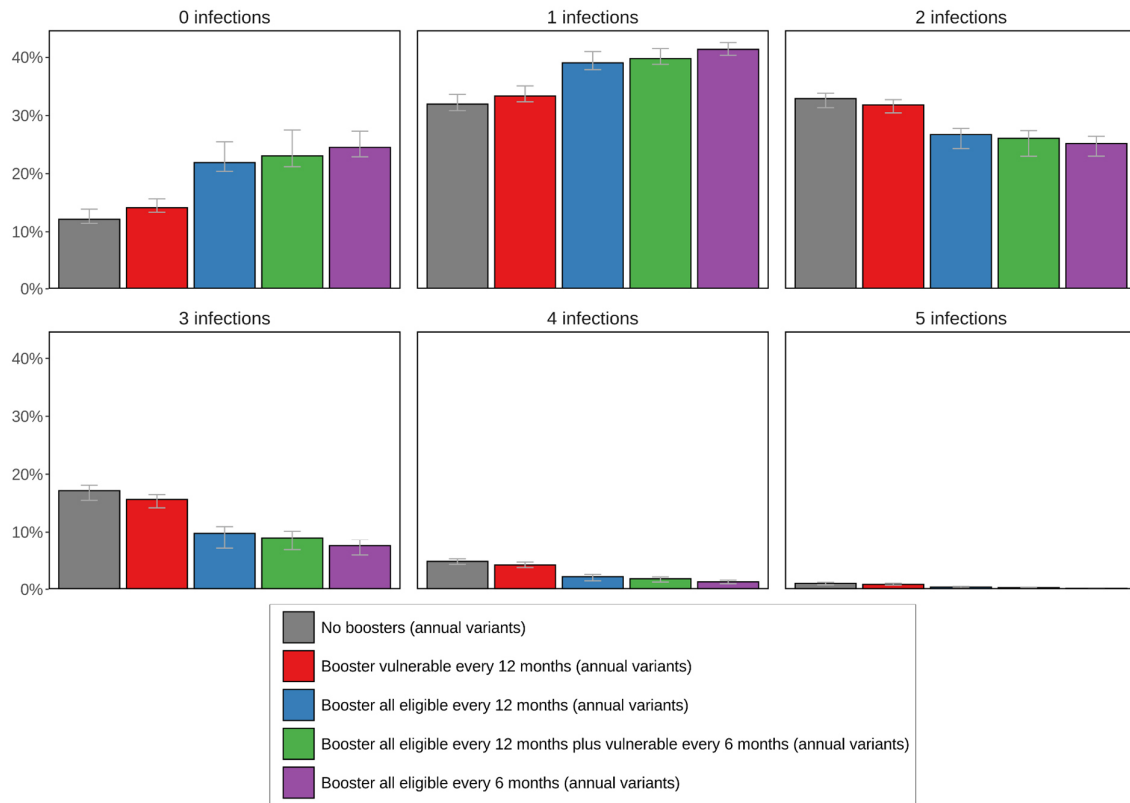 0 infections
1 infections
2 infections
40%
30%
20%
10%
0%
3 infections
4 infections
5 infections
40%
30%
20%
10%
0%
No boosters (annual variants)
Booster vulnerable every 12 months (annual variants)
Booster all eligible every 12 months (annual variants)
Booster all eligible every 12 months plus vulnerable every 6 months (annual variants)
Booster all eligible every 6 months (annual variants)